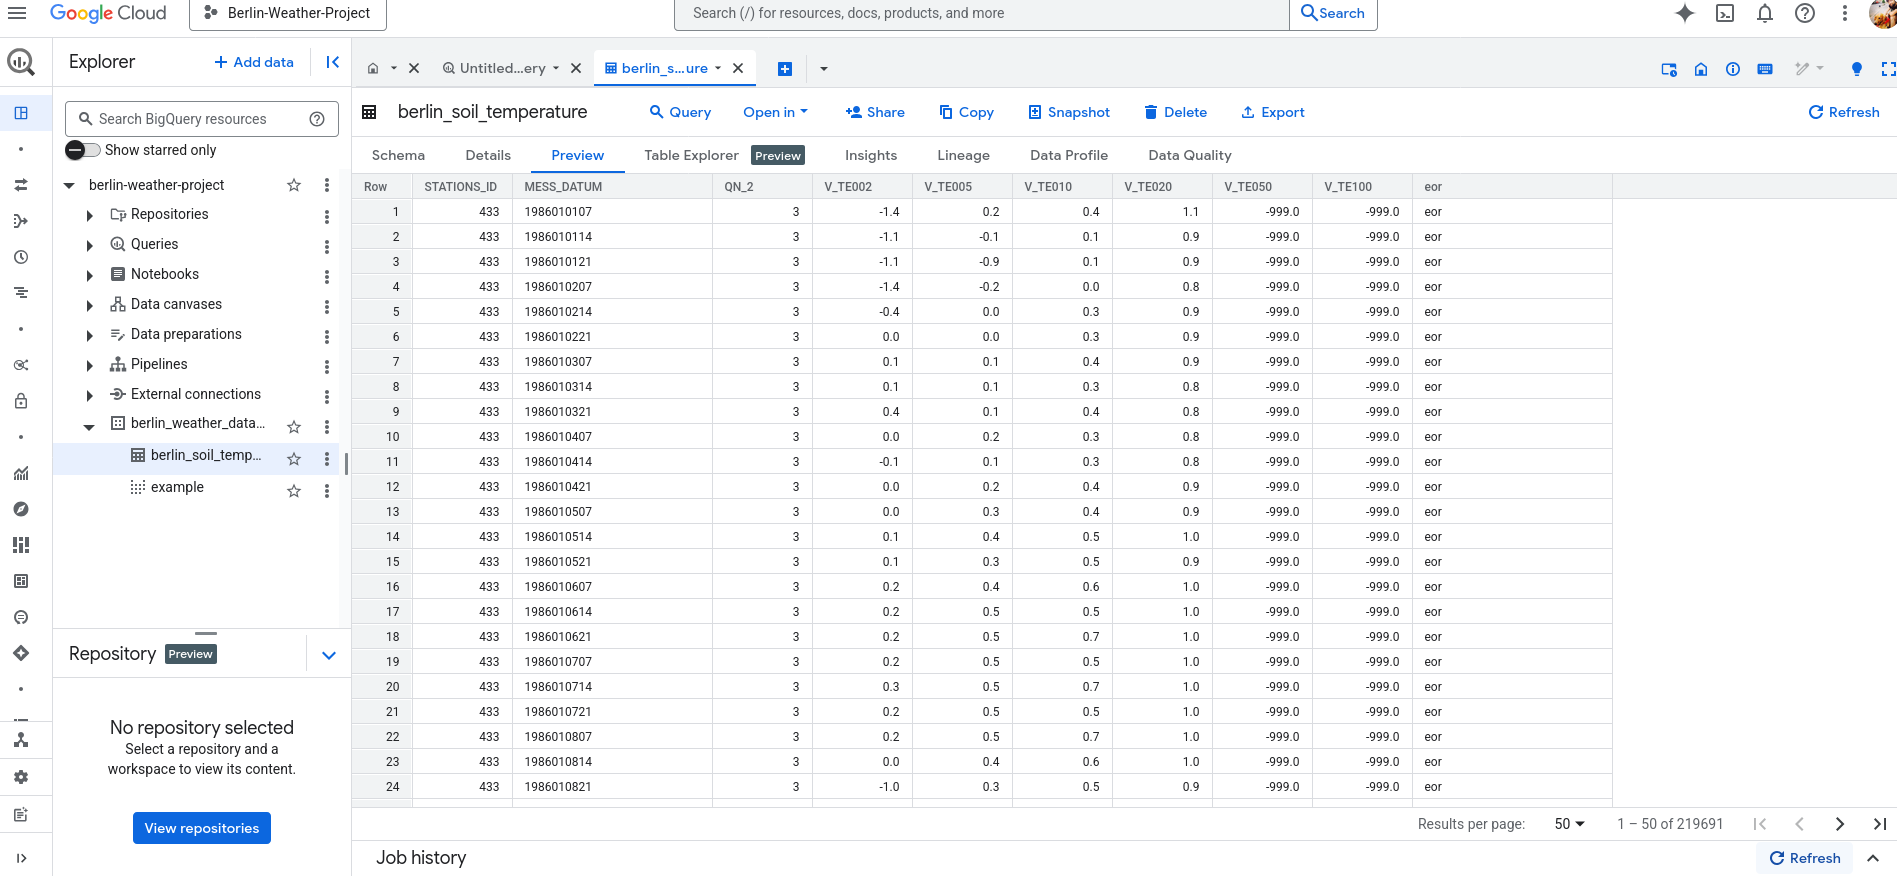 Google Cloud
Berlin-Weather-Project
Search (/) for resources, docs, products, and more
Search
Explorer
+ Add data
Untitled...ery
berlin_s...ure
Search BigQuery resources
Show starred only
berlin-weather-project
Repositories
Queries
Notebooks
Data canvases
Data preparations
Pipelines
External connections
berlin_weather_data...
berlin_soil_temp...
example
Repository Preview
No repository selected
Select a repository and a
workspace to view its content.
View repositories
berlin_soil_temperature
Query Open in Share Copy Snapshot Delete Export Refresh
Schema Details Preview Table Explorer Preview Insights Lineage Data Profile Data Quality
Row STATIONS_ID MESS_DATUM QN_2 V_TE002 V_TE005 V_TE010 V_TE020 V_TE050 V_TE100 eor
1 433 1986010107 3 -1.4 0.2 0.4 1.1 -999.0 -999.0 eor
2 433 1986010114 3 -1.1 -0.1 0.1 0.9 -999.0 -999.0 eor
3 433 1986010121 3 -1.1 -0.9 0.1 0.9 -999.0 -999.0 eor
4 433 1986010207 3 -1.4 -0.2 0.0 0.8 -999.0 -999.0 eor
5 433 1986010214 3 -0.4 0.0 0.3 0.9 -999.0 -999.0 eor
6 433 1986010221 3 0.0 0.0 0.3 0.9 -999.0 -999.0 eor
7 433 1986010307 3 0.1 0.1 0.4 0.9 -999.0 -999.0 eor
8 433 1986010314 3 0.1 0.1 0.3 0.8 -999.0 -999.0 eor
9 433 1986010321 3 0.4 0.1 0.4 0.8 -999.0 -999.0 eor
10 433 1986010407 3 0.0 0.2 0.3 0.8 -999.0 -999.0 eor
11 433 1986010414 3 -0.1 0.1 0.3 0.8 -999.0 -999.0 eor
12 433 1986010421 3 0.0 0.2 0.4 0.9 -999.0 -999.0 eor
13 433 1986010507 3 0.0 0.3 0.4 0.9 -999.0 -999.0 eor
14 433 1986010514 3 0.1 0.4 0.5 1.0 -999.0 -999.0 eor
15 433 1986010521 3 0.1 0.3 0.5 0.9 -999.0 -999.0 eor
16 433 1986010607 3 0.2 0.4 0.6 1.0 -999.0 -999.0 eor
17 433 1986010614 3 0.2 0.5 0.5 1.0 -999.0 -999.0 eor
18 433 1986010621 3 0.2 0.5 0.7 1.0 -999.0 -999.0 eor
19 433 1986010707 3 0.2 0.5 0.5 1.0 -999.0 -999.0 eor
20 433 1986010714 3 0.3 0.5 0.7 1.0 -999.0 -999.0 eor
21 433 1986010721 3 0.2 0.5 0.5 1.0 -999.0 -999.0 eor
22 433 1986010807 3 0.2 0.5 0.7 1.0 -999.0 -999.0 eor
23 433 1986010814 3 0.0 0.4 0.6 1.0 -999.0 -999.0 eor
24 433 1986010821 3 -1.0 0.3 0.5 0.9 -999.0 -999.0 eor
Results per page: 50 1 – 50 of 219691
Job history
Refresh